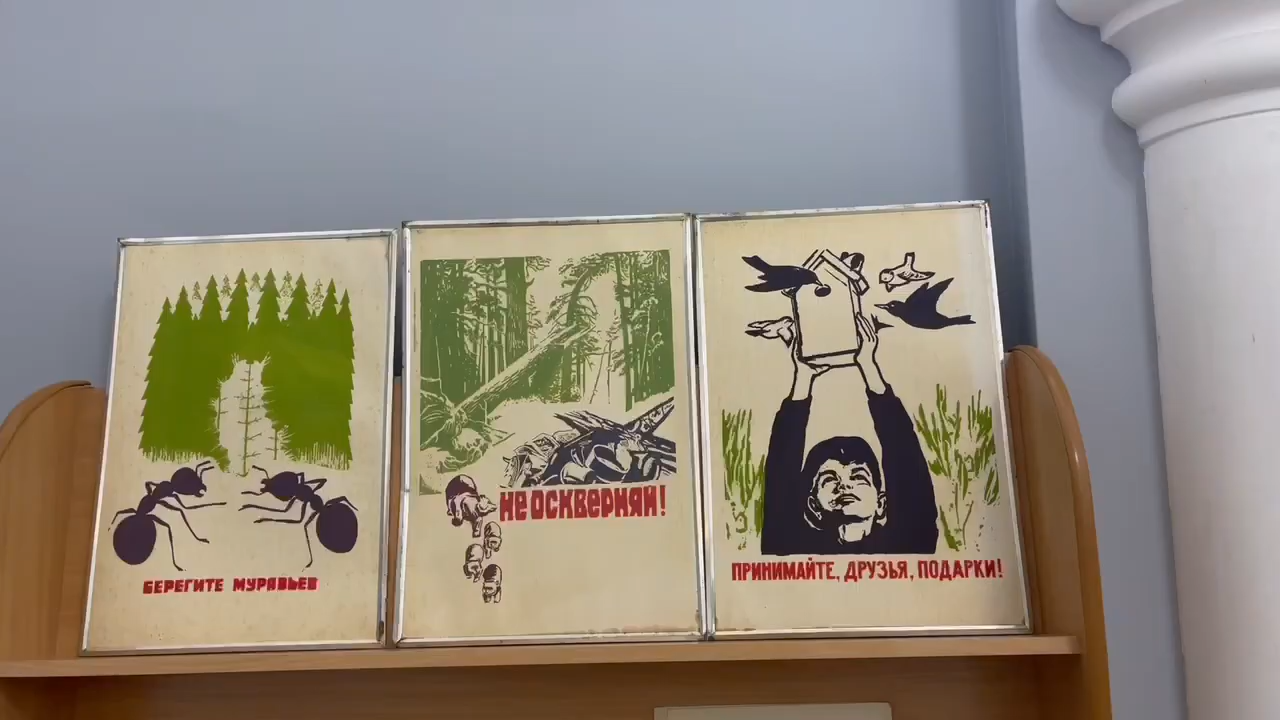 БЕРЕГИТЕ МУРАВЬЕВ
НЕ ОСКВЕРНЯЙ!
ПРИНИМАЙТЕ, ДРУЗЬЯ, ПОДАРКИ!